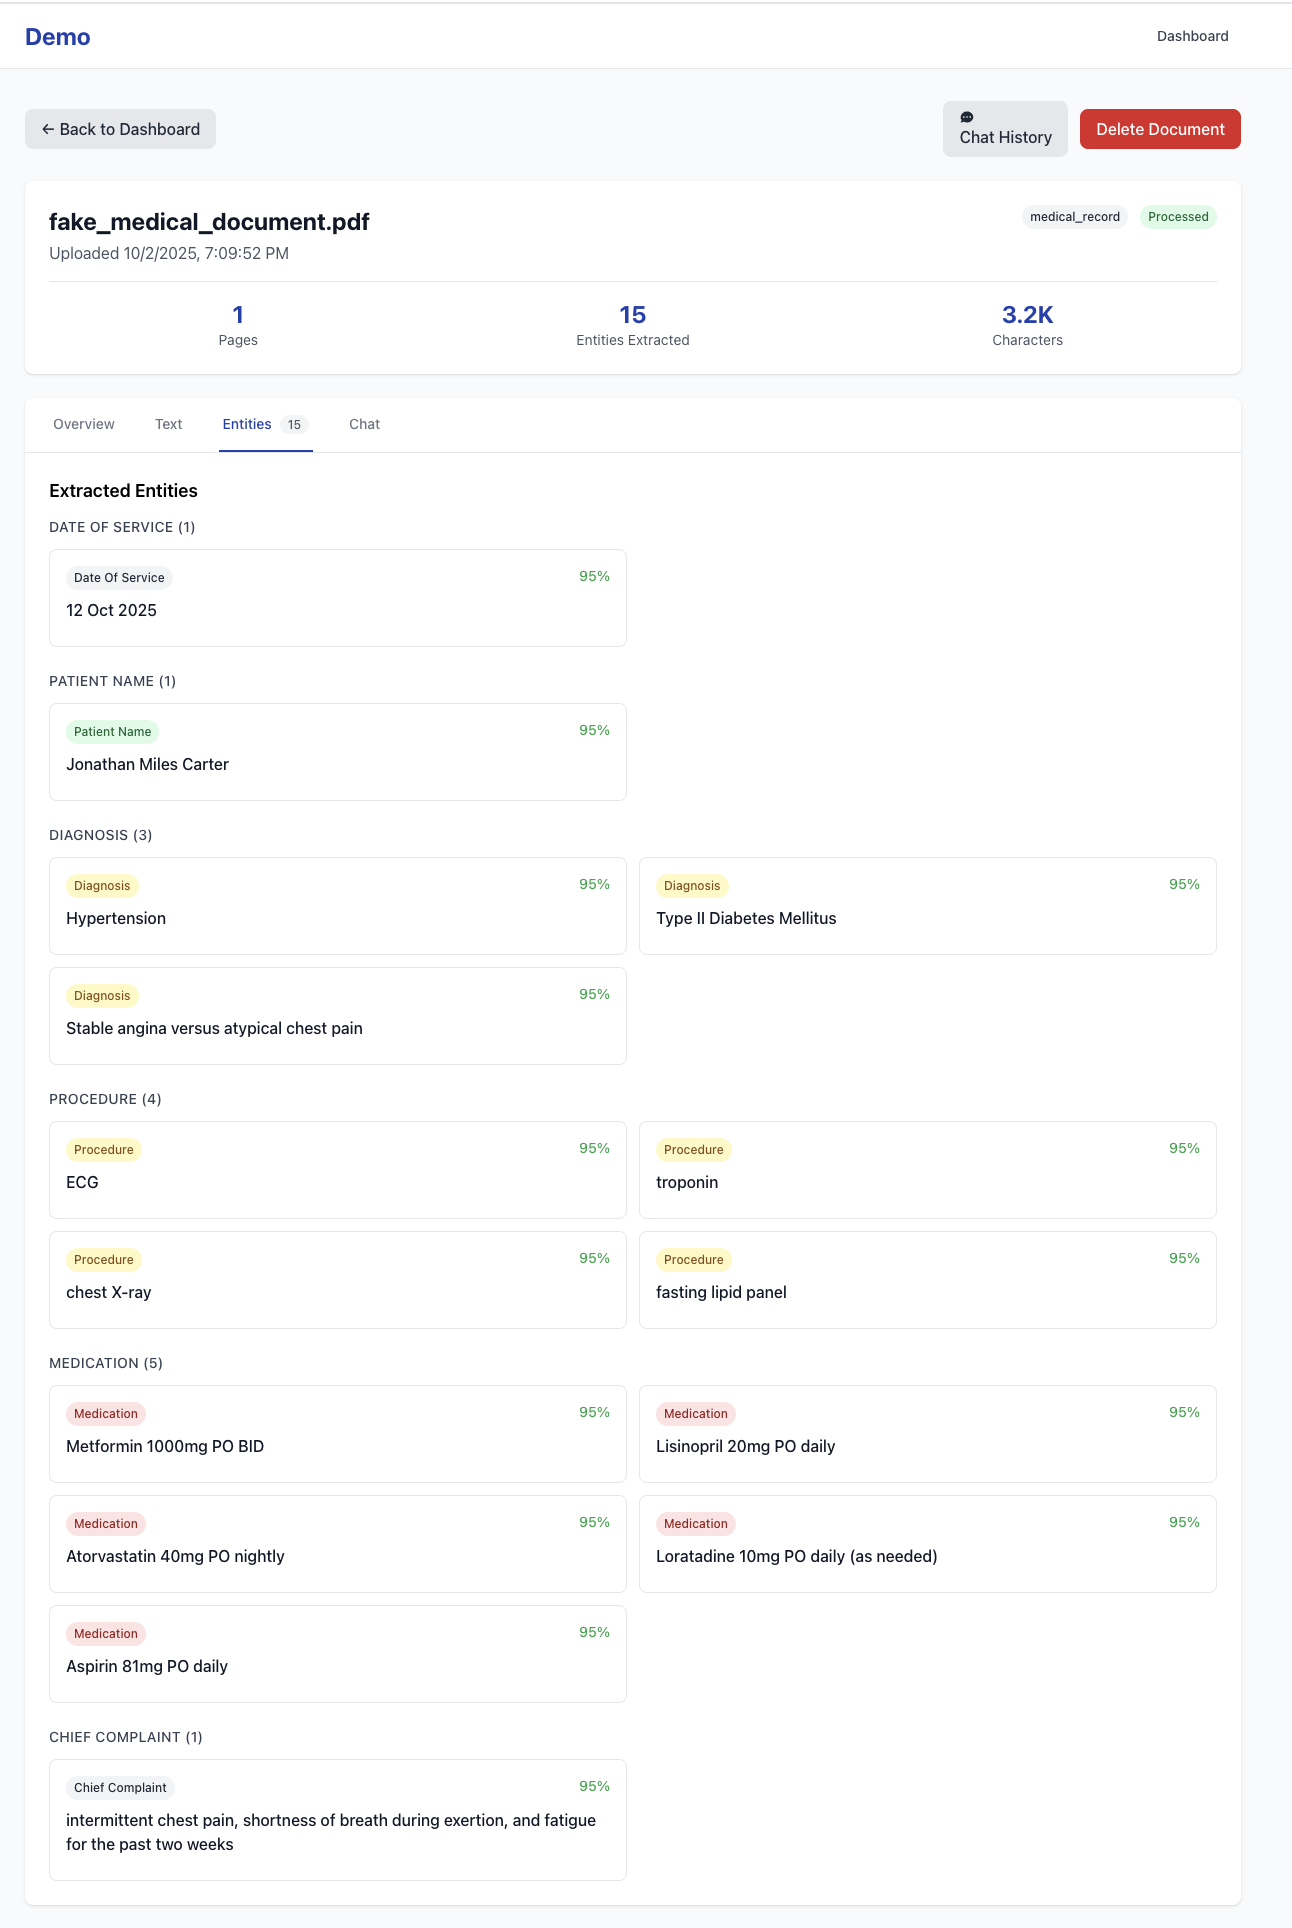 Demo
Dashboard
← Back to Dashboard
Chat History
Delete Document
fake_medical_document.pdf
medical_record
Processed
Uploaded 10/2/2025, 7:09:52 PM
1
15
3.2K
Pages
Entities Extracted
Characters
Overview
Text
Entities 15
Chat
Extracted Entities
DATE OF SERVICE (1)
Date Of Service
95%
12 Oct 2025
PATIENT NAME (1)
Patient Name
95%
Jonathan Miles Carter
DIAGNOSIS (3)
Diagnosis
95%
Hypertension
Diagnosis
95%
Type II Diabetes Mellitus
Diagnosis
95%
Stable angina versus atypical chest pain
PROCEDURE (4)
Procedure
95%
ECG
Procedure
95%
troponin
Procedure
95%
chest X-ray
Procedure
95%
fasting lipid panel
MEDICATION (5)
Medication
95%
Metformin 1000mg PO BID
Medication
95%
Lisinopril 20mg PO daily
Medication
95%
Atorvastatin 40mg PO nightly
Medication
95%
Loratadine 10mg PO daily (as needed)
Medication
95%
Aspirin 81mg PO daily
CHIEF COMPLAINT (1)
Chief Complaint
95%
intermittent chest pain, shortness of breath during exertion, and fatigue
for the past two weeks